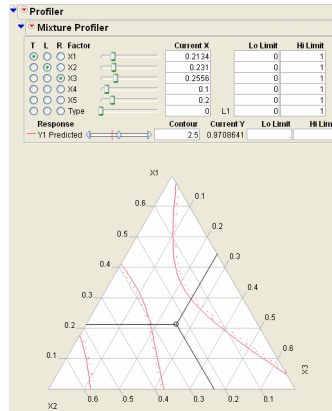 Profiler
Mixture Profiler
T L R Factor Current X Lo Limit Hi Limit
X1 0.2134 0 1
X2 0.231 0 1
X3 0.2556 0 1
X4 0.1 0 1
X5 0.2 0 1
Type 0 L1 0 1
Response Contour Current Y Lo Limit Hi Lim
Y1 Predicted 2.5 0.9708641 . .
X1
0.6 0.1
0.5 0.2
0.4 0.3
0.3 0.4
0.2 0.5
0.1 0.6
X3
X2 0.6 0.5 0.4 0.3 0.2 0.1